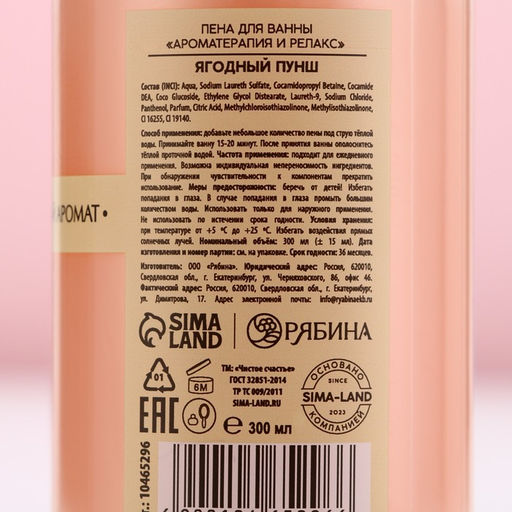 ПЕНА ДЛЯ ВАННЫ
«АРОМАТЕРАПИЯ И РЕЛАКС»
ЯГОДНЫЙ ПУНШ
Состав (INCI): Aqua, Sodium Laureth Sulfate, Cocamidopropyl Betaine, Cocamide
DEA, Coco Glucoside, Ethylene Glycol Distearate, Laureth-9, Sodium Chloride,
Panthenol, Parfum, Citric Acid, Methylchloroisothiazolinone, Methylisothiazolinone,
CI 16255, CI 19140.
Способ применения: добавьте небольшое количество пены под струю тёплой
воды. Принимайте ванну 15-20 минут. После принятия ванны ополоснитесь
тёплой проточной водой. Частота применения: подходит для ежедневного
применения. Возможна индивидуальная непереносимость ингредиентов.
При обнаружении чувствительности к компонентам прекратить
использование. Меры предосторожности: беречь от детей! Избегать
попадания в глаза. В случае попадания в глаза промыть большим
количеством воды. Использовать только для наружного применения.
Не использовать по истечении срока годности. Условия хранения:
при температуре от +5 °С до +25 °С. Избегать воздействия прямых
солнечных лучей. Номинальный объём: 300 мл (± 15 мл). Дата
изготовления и номер партии: см. на упаковке. Срок годности: 36 месяцев.
Изготовитель: ООО «Рябина». Юридический адрес: Россия, 620010,
Свердловская обл., г. Екатеринбург, ул. Черняховского, 86, офис 46.
Фактический адрес: Россия, 620010, Свердловская обл., г. Екатеринбург,
ул. Димитрова, 17. Адрес электронной почты: info@ryabinaekb.ru
SIMA
LAND
РЯБИНА
АРОМАТ •
01
6M
ТМ: «Чистое счастье»
ГОСТ 32851-2014
ТР ТС 009/2011
SIMA-LAND.RU
ОСНОВАНО
SINCE
SIMA-LAND
2023
КОМПАНИЕЙ
EAC
e 300 мл
т.: 10465296